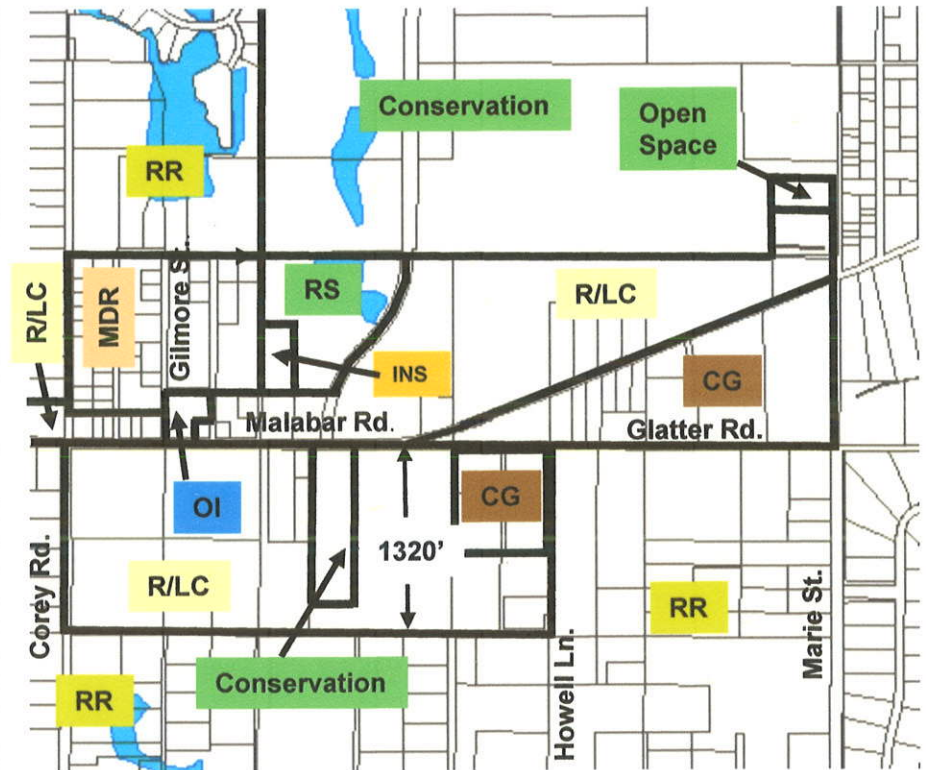 Conservation
Open
Space
RR
R/LC
MDR
Gilmore S...
RS
R/LC
INS
CG
Malabar Rd.
Glatter Rd.
OI
CG
1320’
Corey Rd.
R/LC
RR
Marie St.
Conservation
Howell Ln.
RR